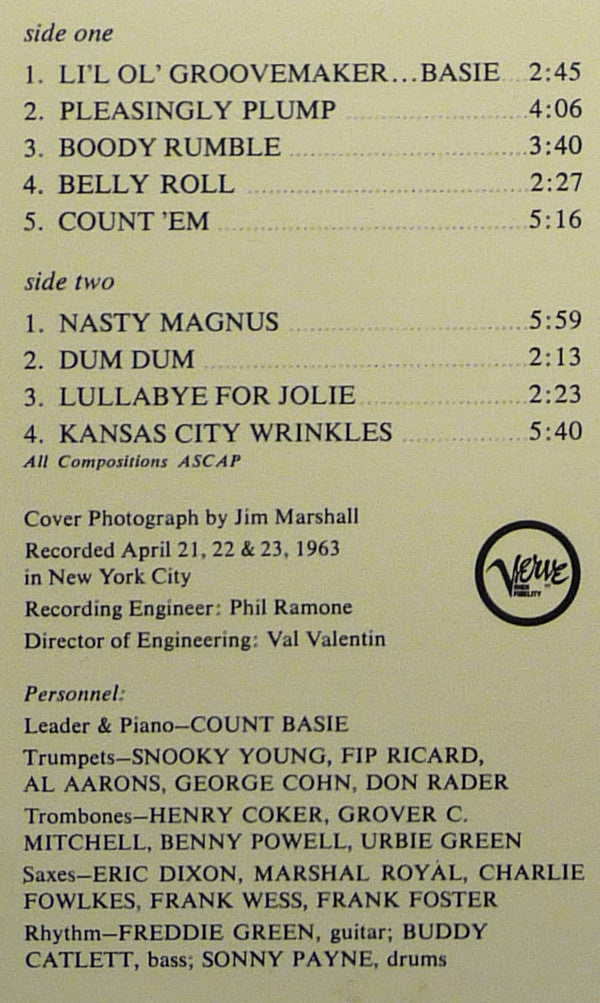 side one
1. LI'L OL' GROOVEMAKER...BASIE 2:45
2. PLEASINGLY PLUMP 4:06
3. BOODY RUMBLE 3:40
4. BELLY ROLL 2:27
5. COUNT 'EM 5:16
side two
1. NASTY MAGNUS 5:59
2. DUM DUM 2:13
3. LULLABYE FOR JOLIE 2:23
4. KANSAS CITY WRINKLES 5:40
All Compositions ASCAP
Cover Photograph by Jim Marshall
Recorded April 21, 22 & 23, 1963
in New York City
Recording Engineer: Phil Ramone
Director of Engineering: Val Valentin
Verve
HIGH
FIDELITY
Personnel:
Leader & Piano—COUNT BASIE
Trumpets—SNOOKY YOUNG, FIP RICARD,
AL AARONS, GEORGE COHN, DON RADER
Trombones—HENRY COKER, GROVER C.
MITCHELL, BENNY POWELL, URBIE GREEN
Saxes—ERIC DIXON, MARSHAL ROYAL, CHARLIE
FOWLKES, FRANK WESS, FRANK FOSTER
Rhythm—FREDDIE GREEN, guitar; BUDDY
CATLETT, bass; SONNY PAYNE, drums